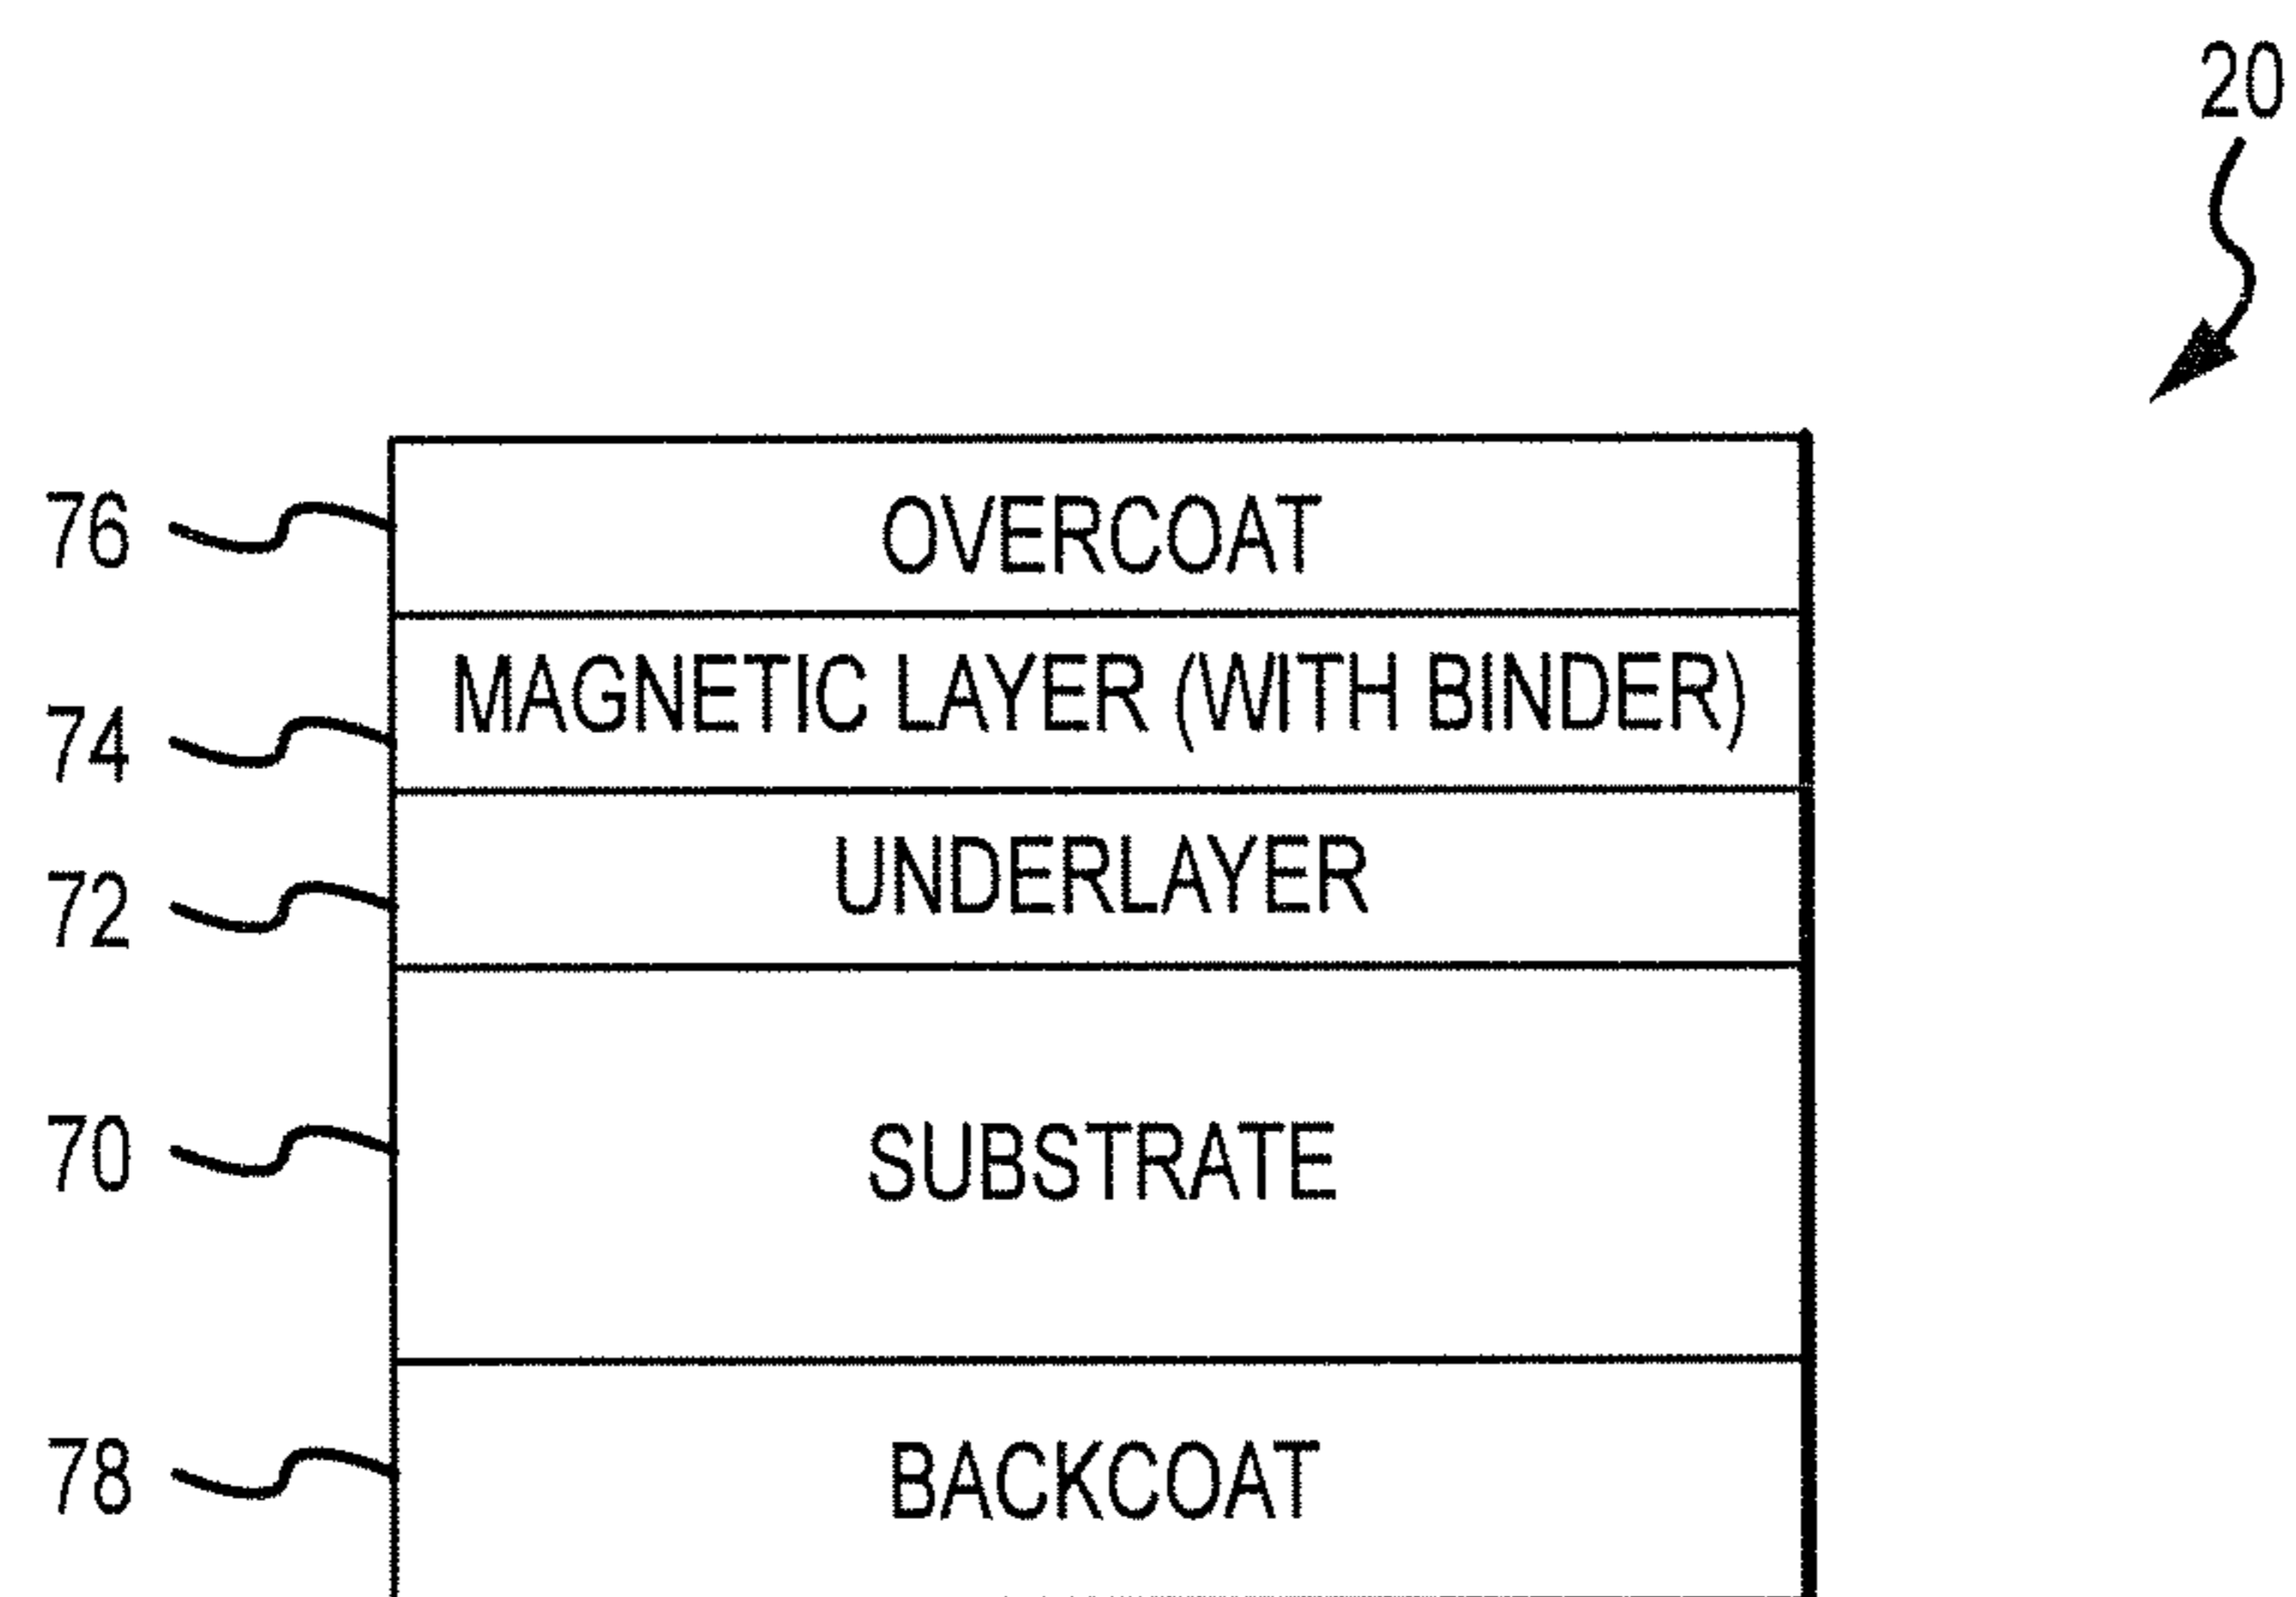 20
76 OVERCOAT
74 MAGNETIC LAYER (WITH BINDER)
72 UNDERLAYER
70 SUBSTRATE
78 BACKCOAT